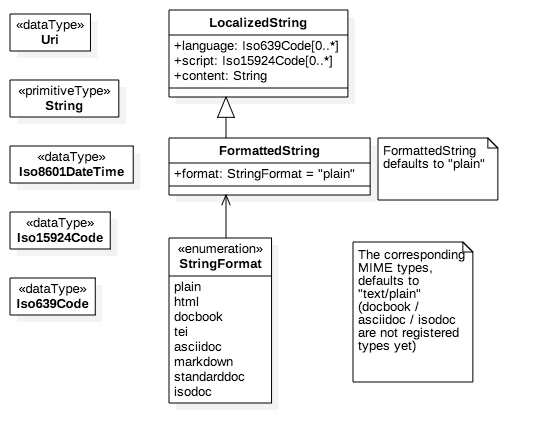 «dataType»
Uri
«primitiveType»
String
«dataType»
Iso8601DateTime
«dataType»
Iso15924Code
«dataType»
Iso639Code
LocalizedString
+language: Iso639Code[0..*]
+script: Iso15924Code[0..*]
+content: String
FormattedString
+format: StringFormat = "plain"
FormattedString
defaults to "plain"
«enumeration»
StringFormat
plain
html
docbook
tei
asciidoc
markdown
standarddoc
isodoc
The corresponding
MIME types,
defaults to
"text/plain"
(docbook /
asciidoc / isodoc
are not registered
types yet)